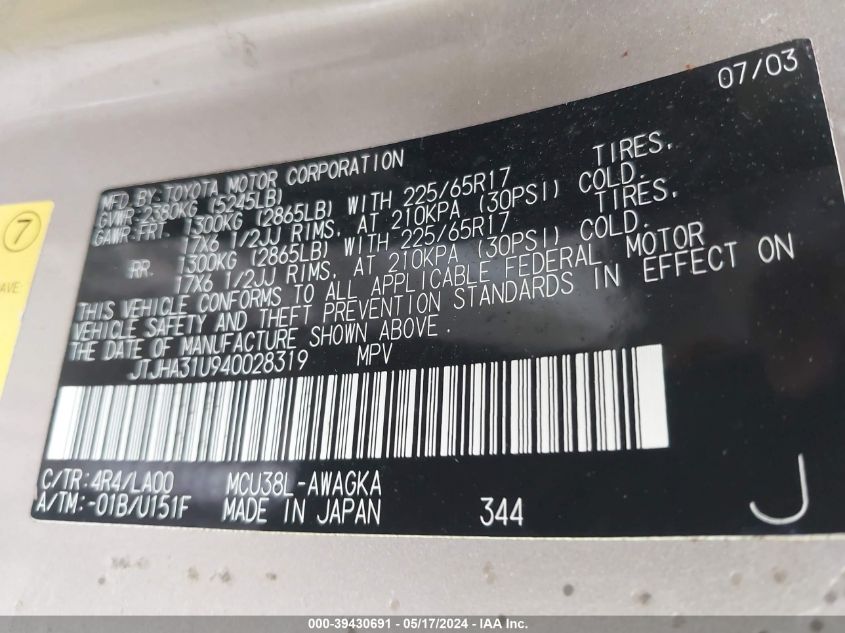 07/03
MFD.BY:TOYOTA MOTOR CORPORATION
GVWR-2380KG (5245LB)
GAWR-FRT. 1300KG (2865LB) WITH 225/65R17 TIRES,
17X6 1/2JJ RIMS, AT 210KPA (30PSI) COLD.
RR. 1300KG (2865LB) WITH 225/65R17 TIRES,
17X6 1/2JJ RIMS, AT 210KPA (30PSI) COLD.
THIS VEHICLE CONFORMS TO ALL APPLICABLE FEDERAL MOTOR
VEHICLE SAFETY AND THEFT PREVENTION STANDARDS IN EFFECT ON
THE DATE OF MANUFACTURE SHOWN ABOVE.
JTJHA31U940028319 MPV
C/TR:4R4/LA00 MCU38L-AWAGKA
A/TM:-01B/U151F MADE IN JAPAN 344 J
7
AVE:
000-39430691 - 05/17/2024 - IAA Inc.